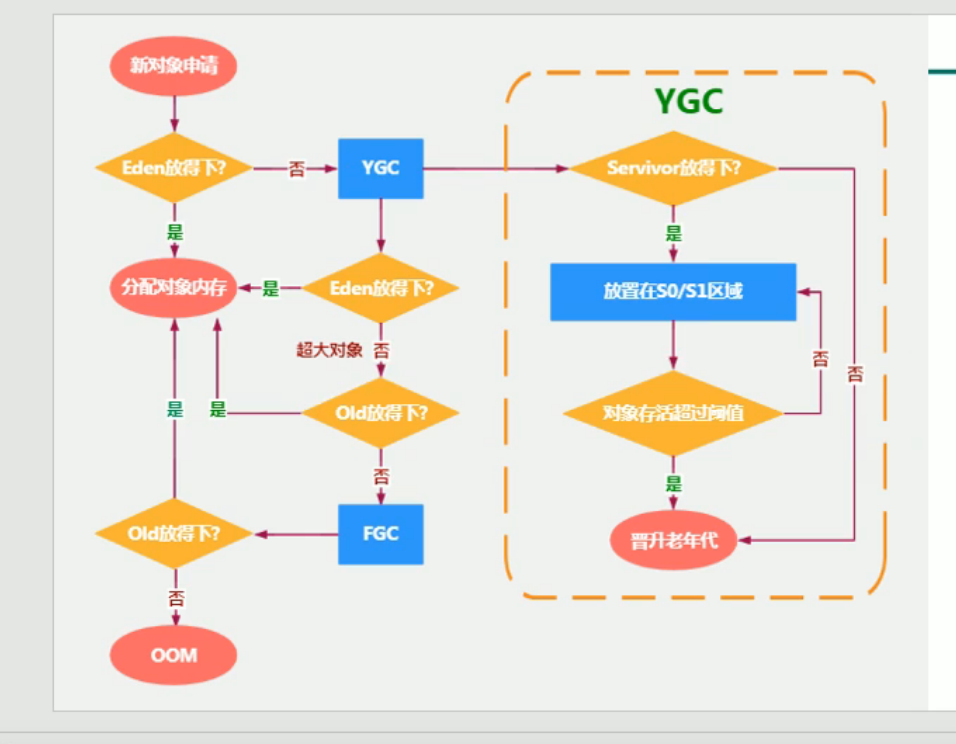 新对象申请
Eden放得下?
否
YGC
是
分配对象内存
是
Eden放得下?
超大对象
否
是
是
Old放得下?
否
Old放得下?
FGC
否
OOM
YGC
Servivor放得下?
是
放置在S0/S1区域
否
否
对象存活超过阈值
是
晋升老年代